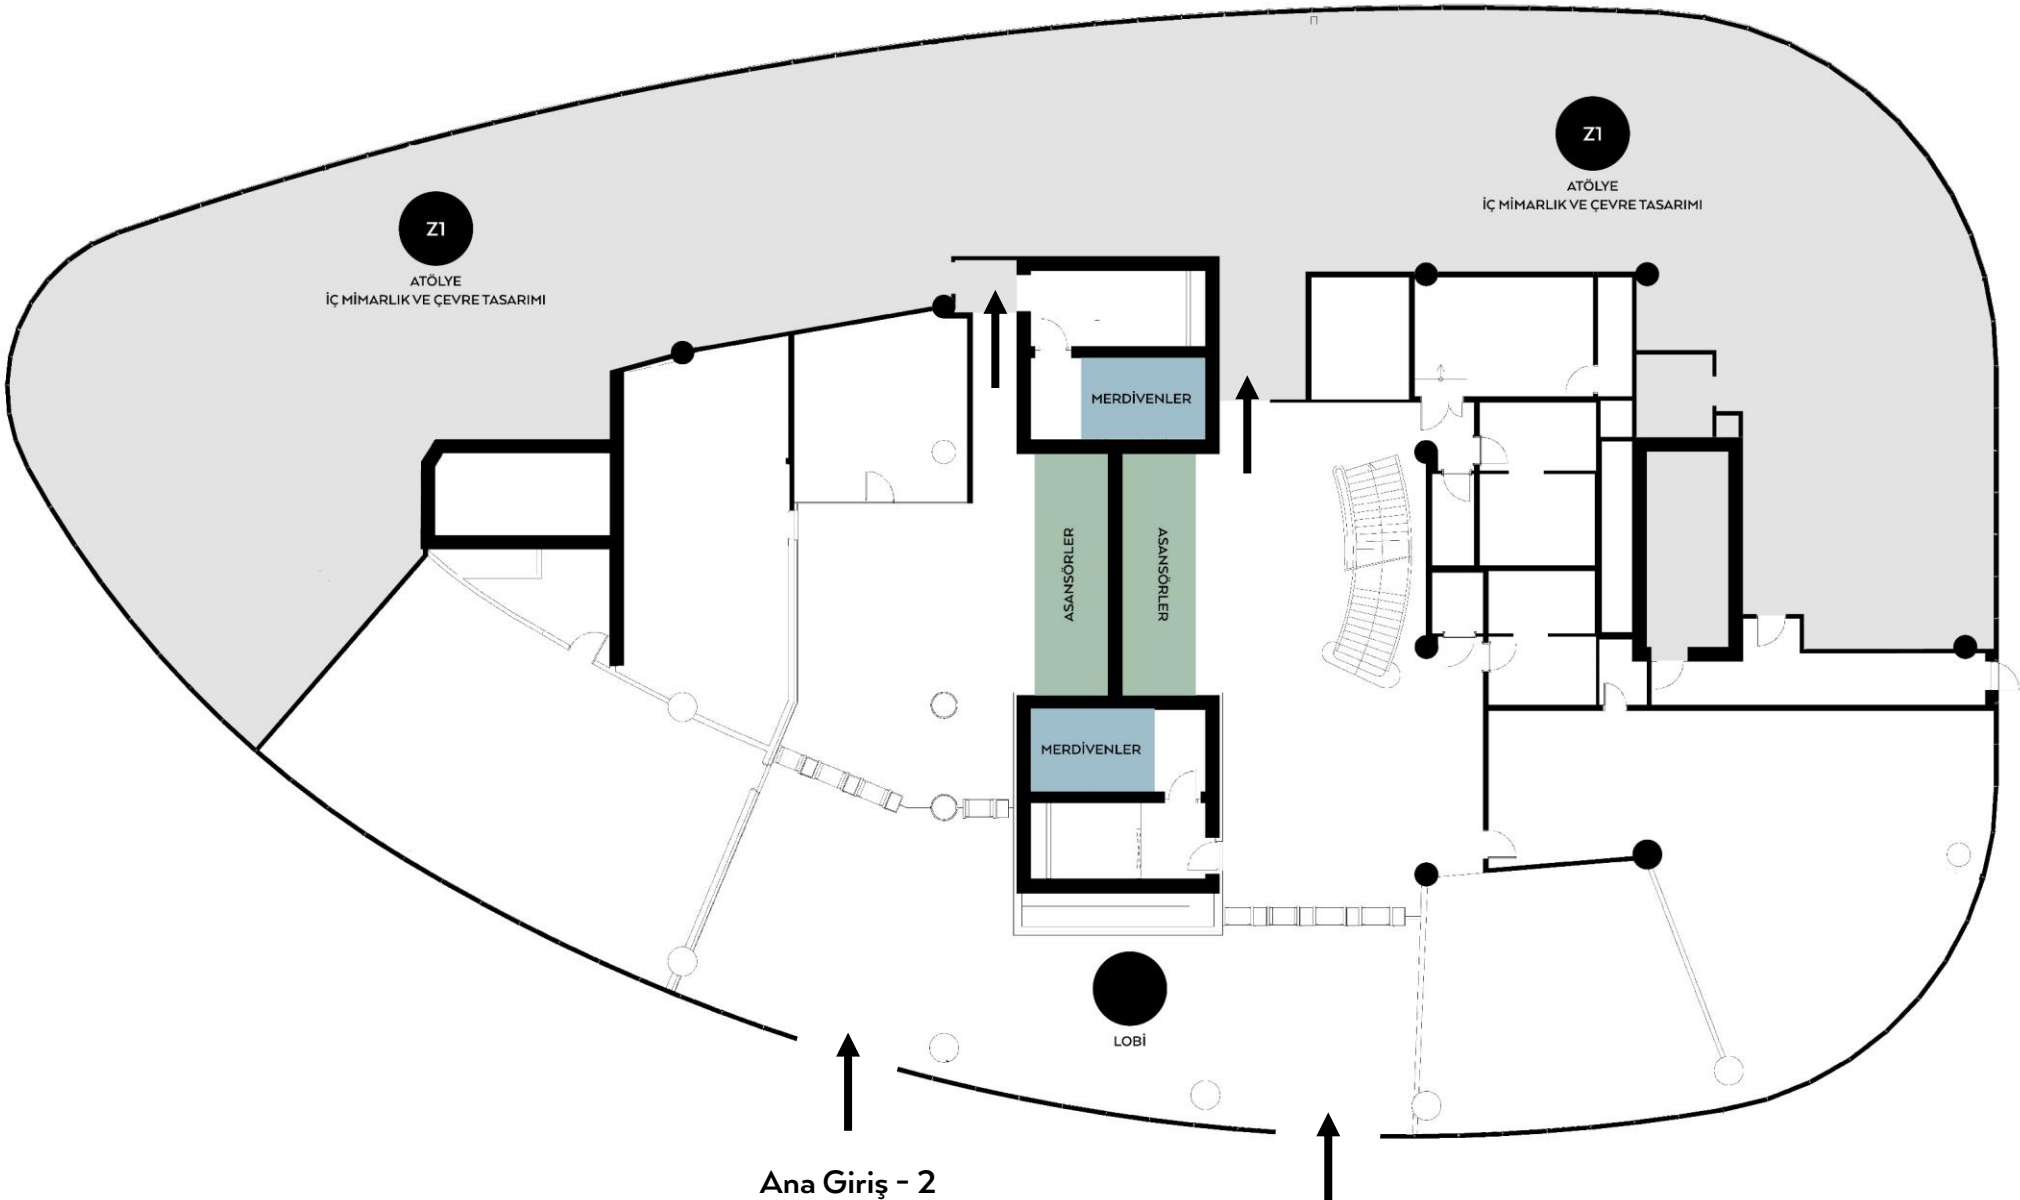 Z1
ATÖLYE
İÇ MİMARLIK VE ÇEVRE TASARIMI
Z1
ATÖLYE
İÇ MİMARLIK VE ÇEVRE TASARIMI
MERDİVENLER
ASANSÖRLER
ASANSÖRLER
MERDİVENLER
LOBİ
Ana Giriş - 2